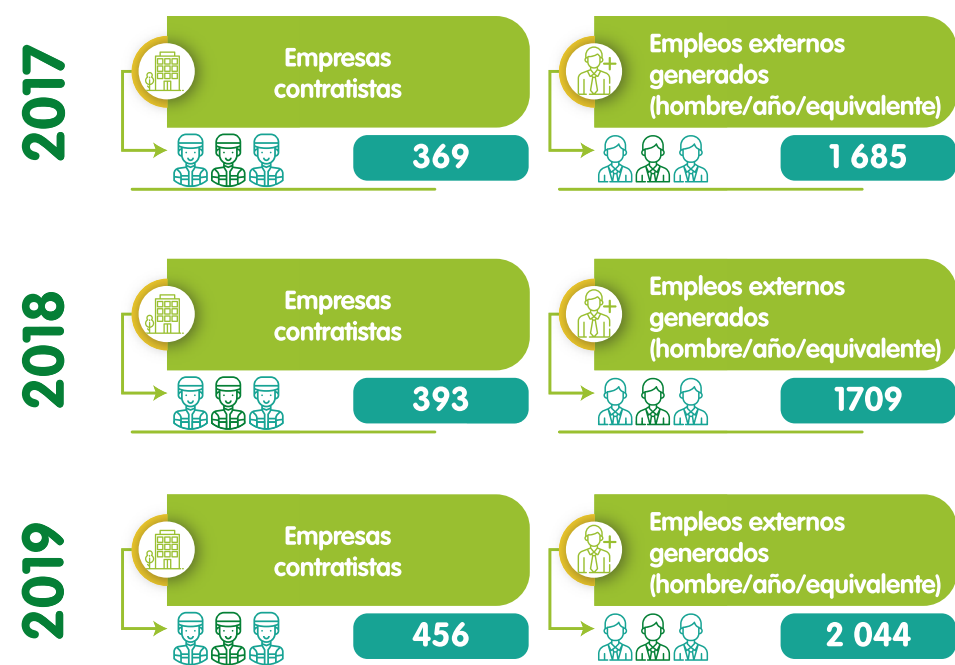 2017
Empresas
contratistas
369
Empleos externos
generados
(hombre/año/equivalente)
1 685
2018
Empresas
contratistas
393
Empleos externos
generados
(hombre/año/equivalente)
1709
2019
Empresas
contratistas
456
Empleos externos
generados
(hombre/año/equivalente)
2 044